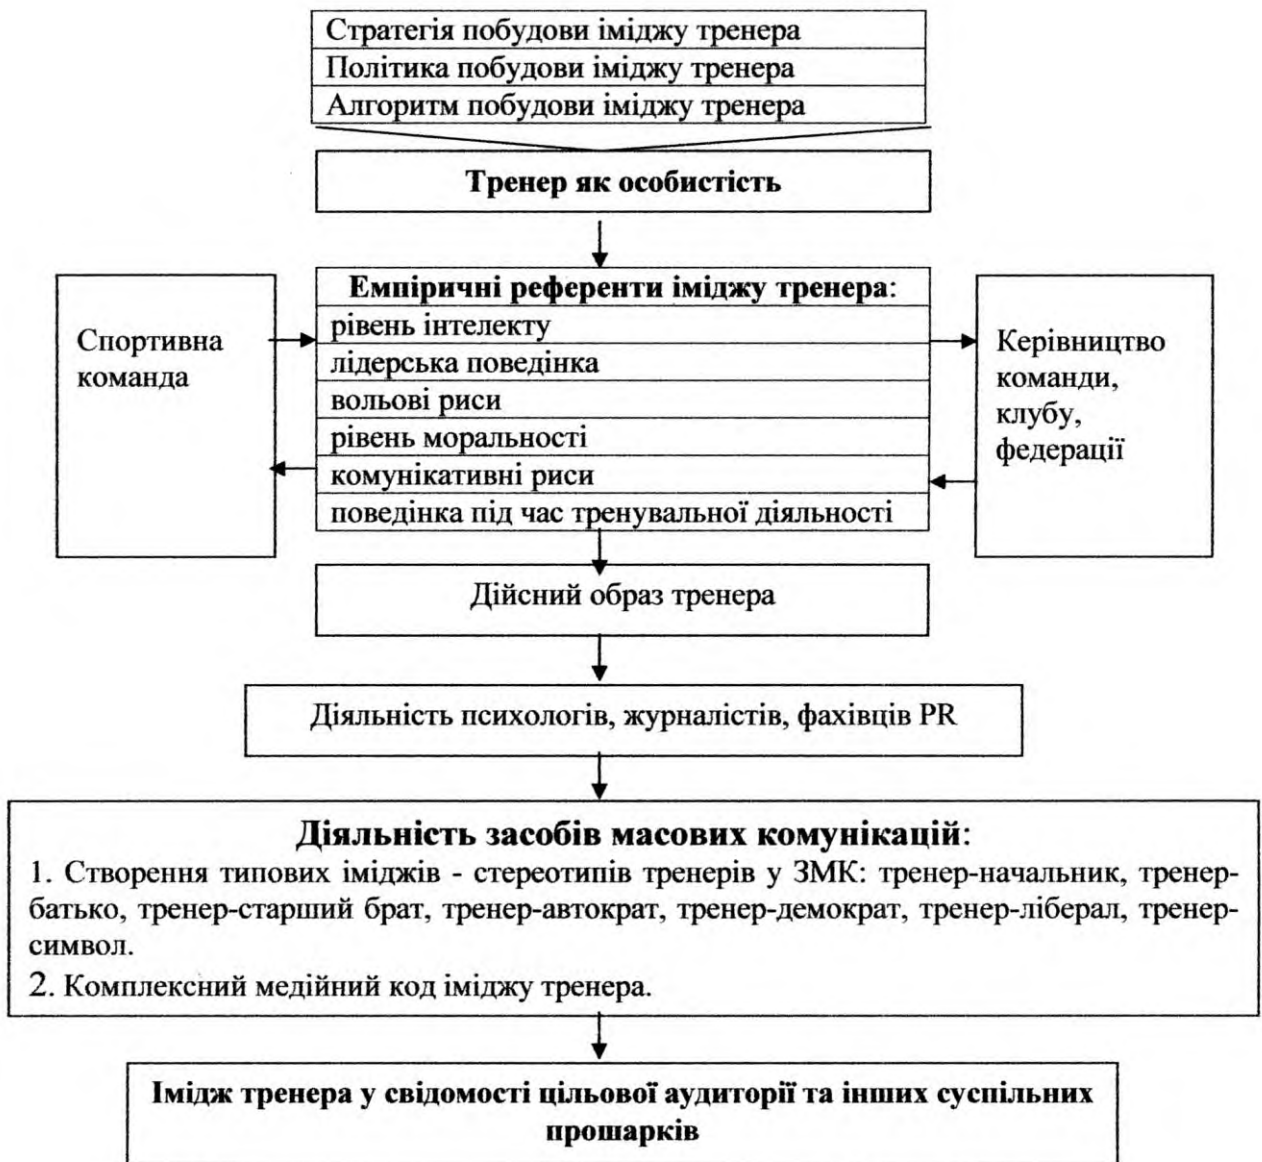 Стратегія побудови іміджу тренера
Політика побудови іміджу тренера
Алгоритм побудови іміджу тренера
Тренер як особистість
Спортивна
команда
Емпіричні референти іміджу тренера:
рівень інтелекту
лідерська поведінка
вольові риси
рівень моральності
комунікативні риси
поведінка під час тренувальної діяльності
Керівництво
команди,
клубу,
федерації
Дійсний образ тренера
Діяльність психологів, журналістів, фахівців PR
Діяльність засобів масових комунікацій:
1. Створення типових іміджів - стереотипів тренерів у ЗМК: тренер-начальник, тренер-
батько, тренер-старший брат, тренер-автократ, тренер-демократ, тренер-ліберал, тренер-
символ.
2. Комплексний медійний код іміджу тренера.
Імідж тренера у свідомості цільової аудиторії та інших суспільних
прошарків